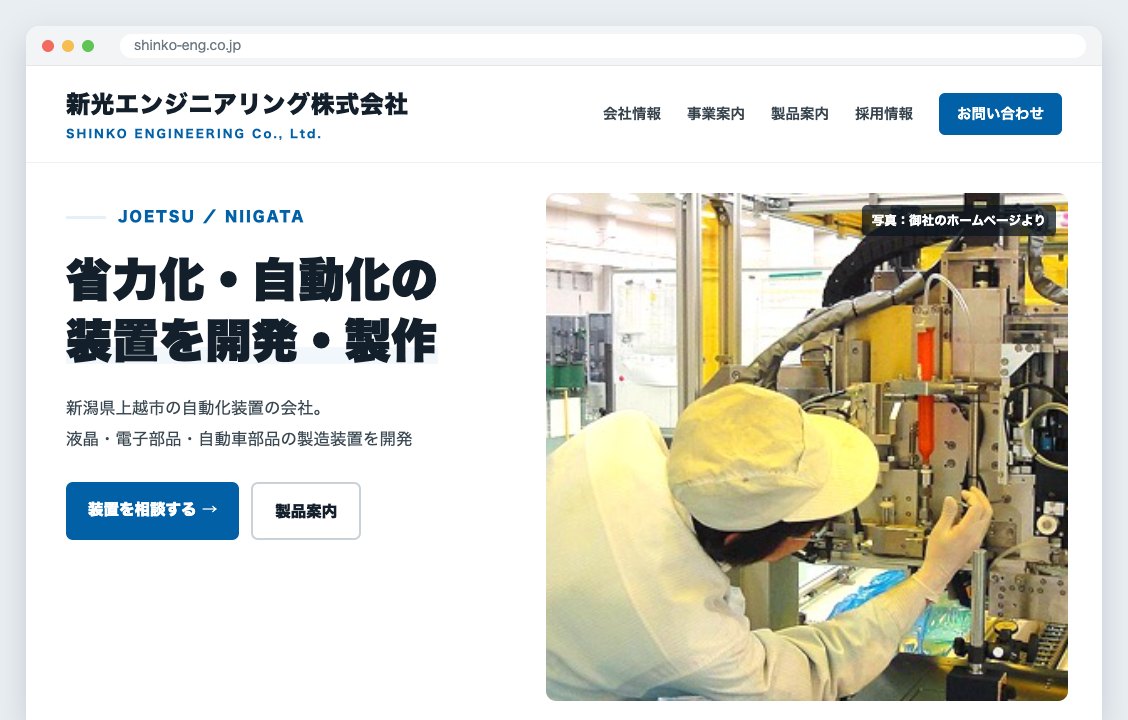 shinko-eng.co.jp
新光エンジニアリング株式会社
SHINKO ENGINEERING Co., Ltd.
会社情報 事業案内 製品案内 採用情報 お問い合わせ
JOETSU ／ NIIGATA
写真：御社のホームページより
省力化・自動化の
装置を開発・製作
新潟県上越市の自動化装置の会社。
液晶・電子部品・自動車部品の製造装置を開発
装置を相談する → 製品案内